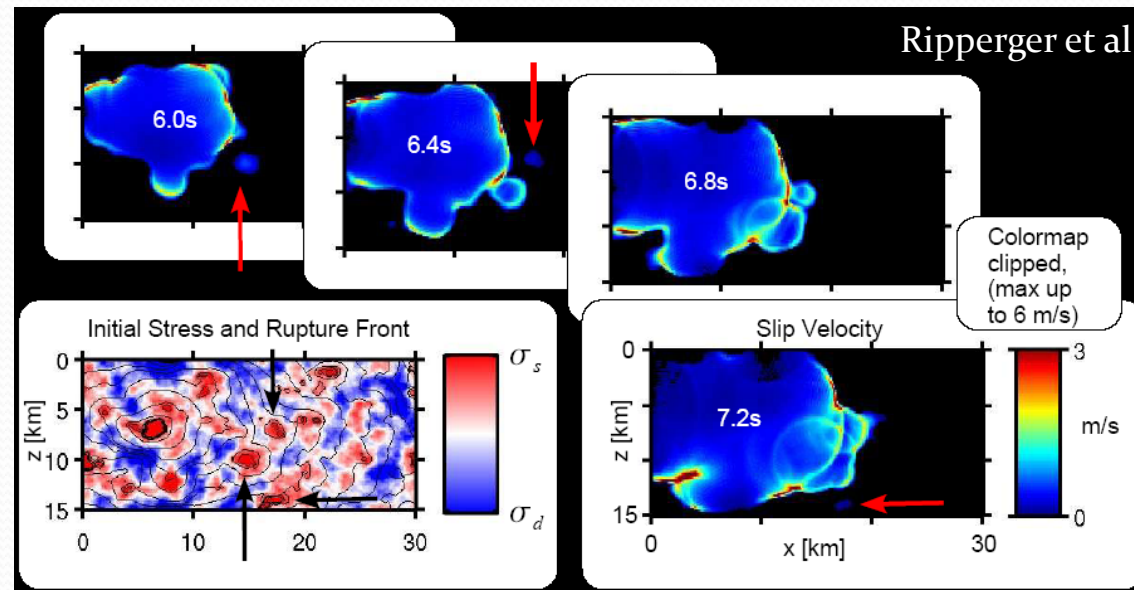 Ripperger et al
6.0s
6.4s
6.8s
Colormap
clipped,
(max up
to 6 m/s)
Initial Stress and Rupture Front
0
5
10
15
z [km]
0 10 20 30
σs
σd
Slip Velocity
0
15
z [km]
7.2s
0 30
x [km]
3
m/s
0